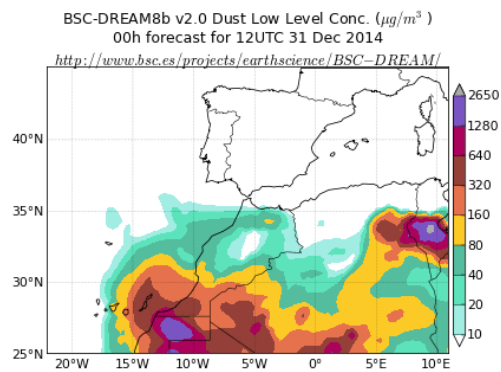 BSC-DREAM8b v2.0 Dust Low Level Conc. (μg/m³ )
00h forecast for 12UTC 31 Dec 2014
http://www.bsc.es/projects/earthscience/BSC−DREAM/
2650
1280
640
320
160
80
40
20
10
40°N
35°N
30°N
25°N
20°W
15°W
10°W
5°W
0°
5°E
10°E